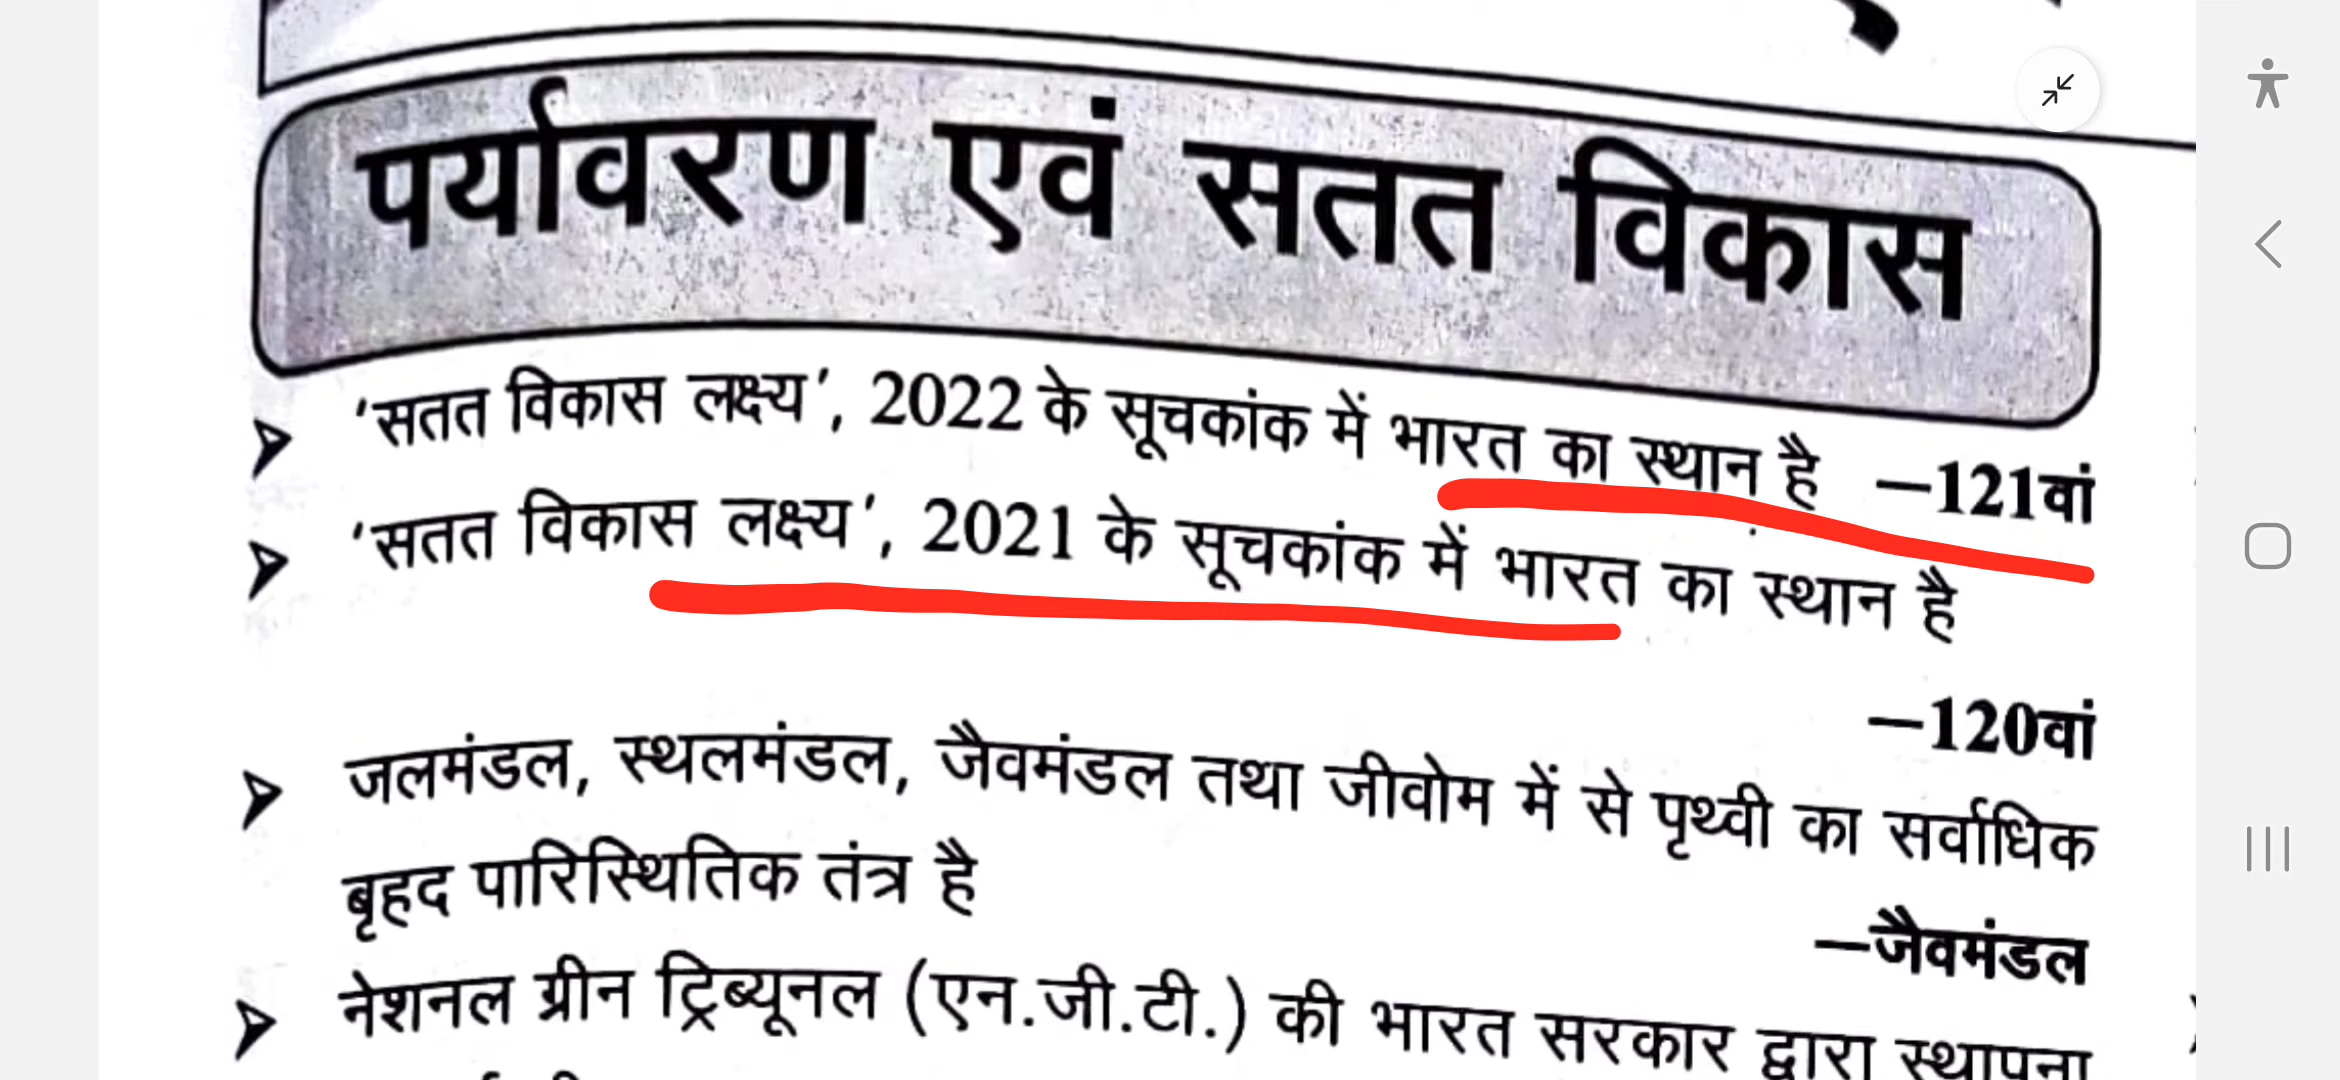 पर्यावरण एवं सतत विकास
'सतत विकास लक्ष्य', 2022 के सूचकांक में भारत का स्थान है —121वां
'सतत विकास लक्ष्य', 2021 के सूचकांक में भारत का स्थान है
—120वां
जलमंडल, स्थलमंडल, जैवमंडल तथा जीवोम में से पृथ्वी का सर्वाधिक
बृहद पारिस्थितिक तंत्र है
—जैवमंडल
नेशनल ग्रीन ट्रिब्यूनल (एन.जी.टी.) की भारत सरकार द्वारा स्थापना